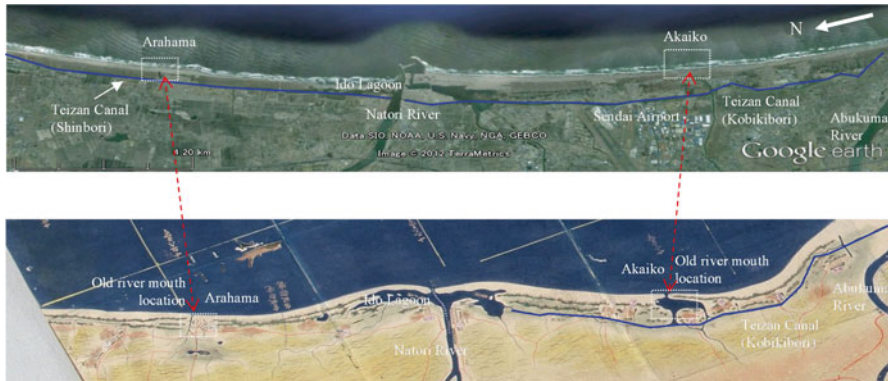 Arahama
Akaiko
N
Ido Lagoon
Teizan Canal
(Shinbori)
Natori River
Teizan Canal
(Kobikibori)
Sendai Airport
Abukuma
River
Data SIO, NOAA, U.S. Navy, NGA, GEBCO
Image © 2012 TerraMetrics
Google earth
Old river mouth
location
Arahama
Ido Lagoon
Natori River
Akaiko
Old river mouth
location
Teizan Canal
(Kobikibori)
Abukuma
River